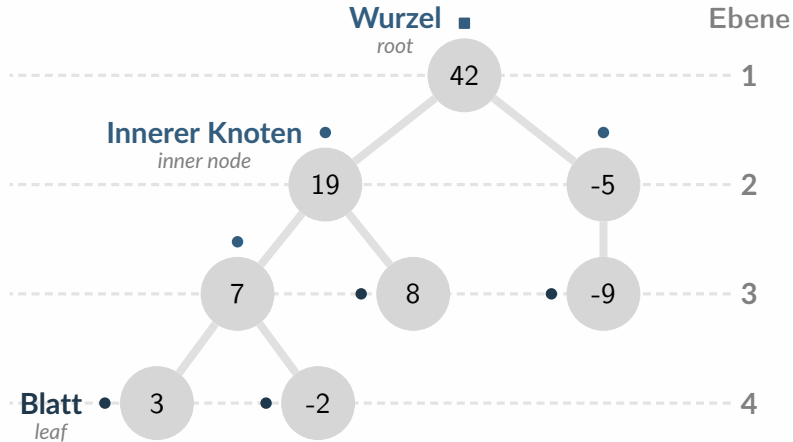 Wurzel
root
Ebene
42
1
Innerer Knoten
inner node
19
-5
2
7
8
-9
3
Blatt
leaf
3
-2
4